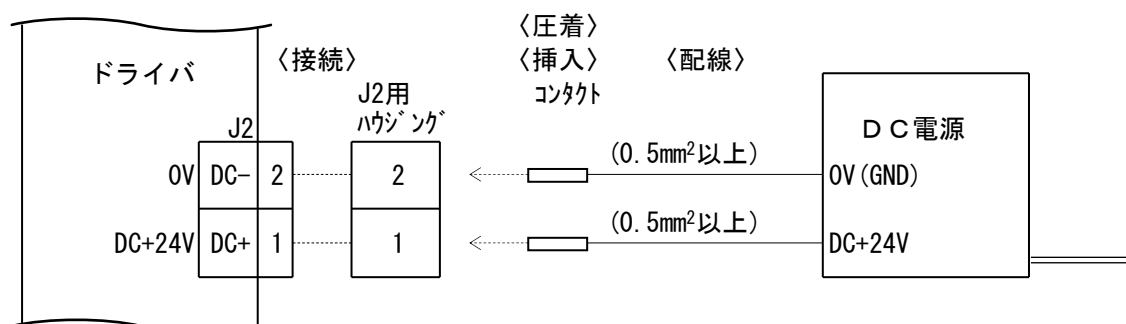 〈圧着〉
ドライバ
〈接続〉
〈挿入〉
〈配線〉
コンタクト
J2用
ハウジング
J2
DC電源
0V
DC-
2
2
(0.5mm²以上)
0V(GND)
DC+24V
DC+
1
1
(0.5mm²以上)
DC+24V